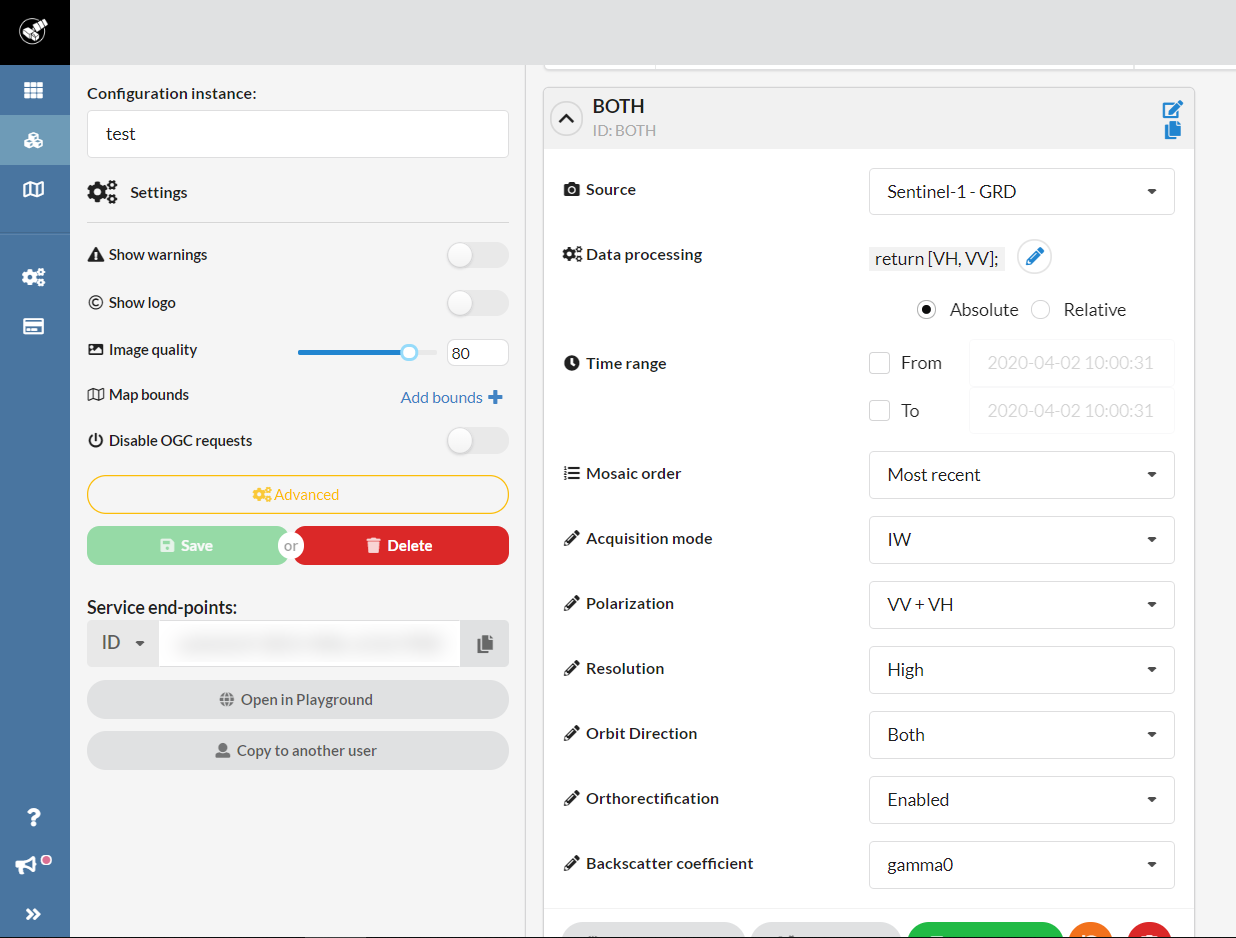 Configuration instance:
test
Settings
Show warnings
Show logo
Image quality
80
Map bounds
Add bounds
Disable OGC requests
Advanced
Save
or
Delete
Service end-points:
ID
Open in Playground
Copy to another user
BOTH
ID: BOTH
Source
Sentinel-1 - GRD
Data processing
return [VH, VV];
Absolute
Relative
Time range
From
2020-04-02 10:00:31
To
2020-04-02 10:00:31
Mosaic order
Most recent
Acquisition mode
IW
Polarization
VV + VH
Resolution
High
Orbit Direction
Both
Orthorectification
Enabled
Backscatter coefficient
gamma0